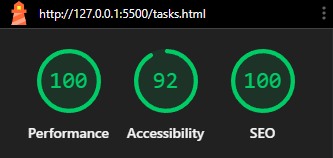 http://127.0.0.1:5500/tasks.html
100 92 100
Performance Accessibility SEO